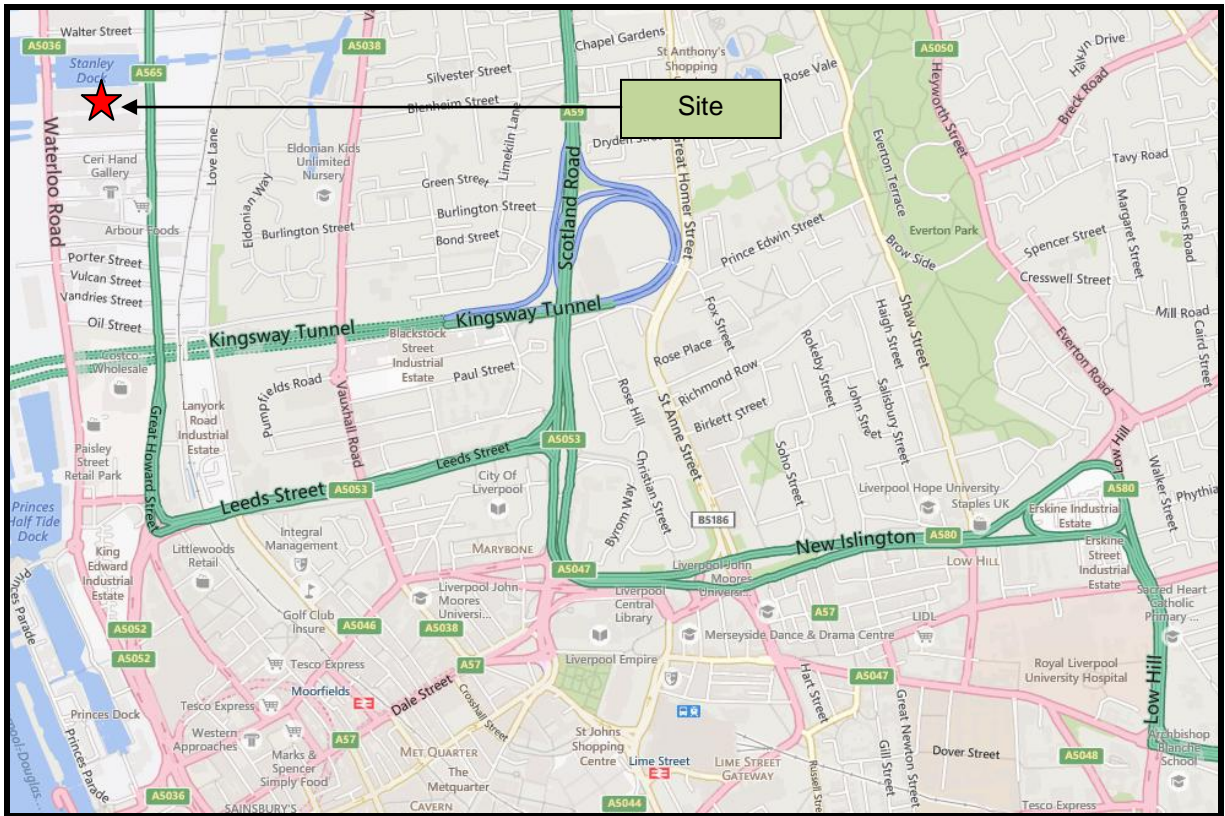 Walter Street
A5036
A5038
Stanley
Dock
A565
Chapel Gardens
St Anthony's
Shopping
Silvester Street
Blenheim Street
A59
Site
Rose Vale
A5050
Hakyn Drive
Breck Road
Heyworth Street
Waterloo Road
Ceri Hand
Gallery
Love Lane
Eldonian Kids
Unlimited
Nursery
Limekiln Lane
Great Homer Street
Everton Terrace
Tavy Road
Queens Road
Margaret Street
Green Street
Eldonian Way
Burlington Street
Burlington Street
Bond Street
Scotland Road
Arbour Foods
Prince Edwin Street
Everton Park
Brow Side
Spencer Street
Cresswell Street
Porter Street
Vulcan Street
Vandries Street
Oil Street
Kingsway Tunnel
Kingsway Tunnel
Fox Street
Shaw Street
Haigh Street
Mill Road
Caird Street
Costco
Wholesale
Blackstock
Street
Industrial
Estate
Paul Street
Rose Place
Rokeby Street
Everton Road
Pumpfields Road
Vauxhall Road
Richmond Row
Rose Hill
John Street
Salisbury Street
Lanyork
Road
Industrial
Estate
Great Howard Street
St Anne Street
Birkett Street
Paisley
Street
Retail Park
A5053
Leeds Street
Leeds Street
A5053
City Of
Liverpool
Christian Street
Soho Street
Low Hill
Walker Street
Liverpool Hope University
Staples UK
A580
Princes
Half Tide
Dock
Byrom Way
B5186
Erskine Industrial
Estate
Integral
Management
New Islington
A580
King
Edward
Industrial
Estate
Littlewoods
Retail
MARYBONE
LOW HILL
Erskine
Street
Industrial
Estate
A5047
Liverpool John
Moores
Universi...
Liverpool John
Moores
Universi...
Liverpool
Central
Library
Princes Parade
Golf Club
Insure
A5046
A5038
A57
LIDL
Merseyside Dance & Drama Centre
Sacred Heart
Catholic
Primary ...
A5052
A5052
Tesco Express
A57
Liverpool Empire
Hart Street
A5047
Royal Liverpool
University Hospital
Low Hill
Moorfields
Dale Street
Crosshall Street
Tesco Express
Princes Dock
Great Newton Street
Western
Approaches
A57
St Johns
Shopping
Centre
Lime Street
LIME STREET
GATEWAY
Gill Street
Dover Street
A5048
Archbishop
Blanche
School
Princes Parade
Marks &
Spencer
Simply Food
MET QUARTER
The
Metquarter
A5036
SAINSBURY'S
CAVERN
A5044
Tesco Express